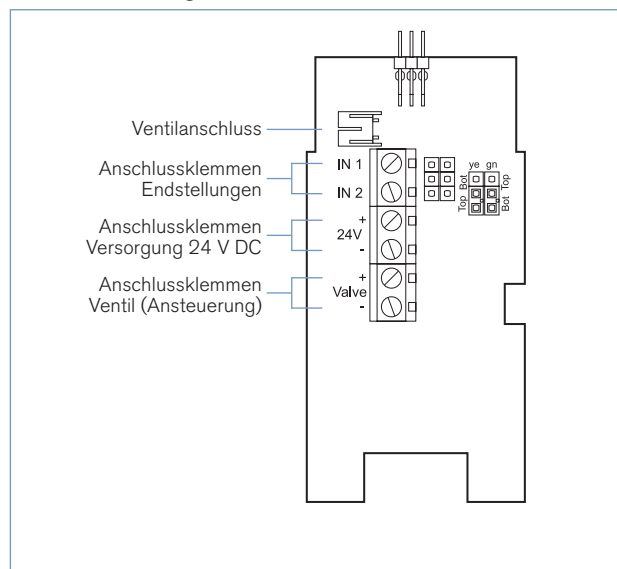 Ventilanschluss
Anschlussklemmen
Endstellungen
IN 1
IN 2
Anschlussklemmen
Versorgung 24 V DC
+
24V
-
Anschlussklemmen
Ventil (Ansteuerung)
+
Valve
-
ye gn
Bot
Top
Top
Bot